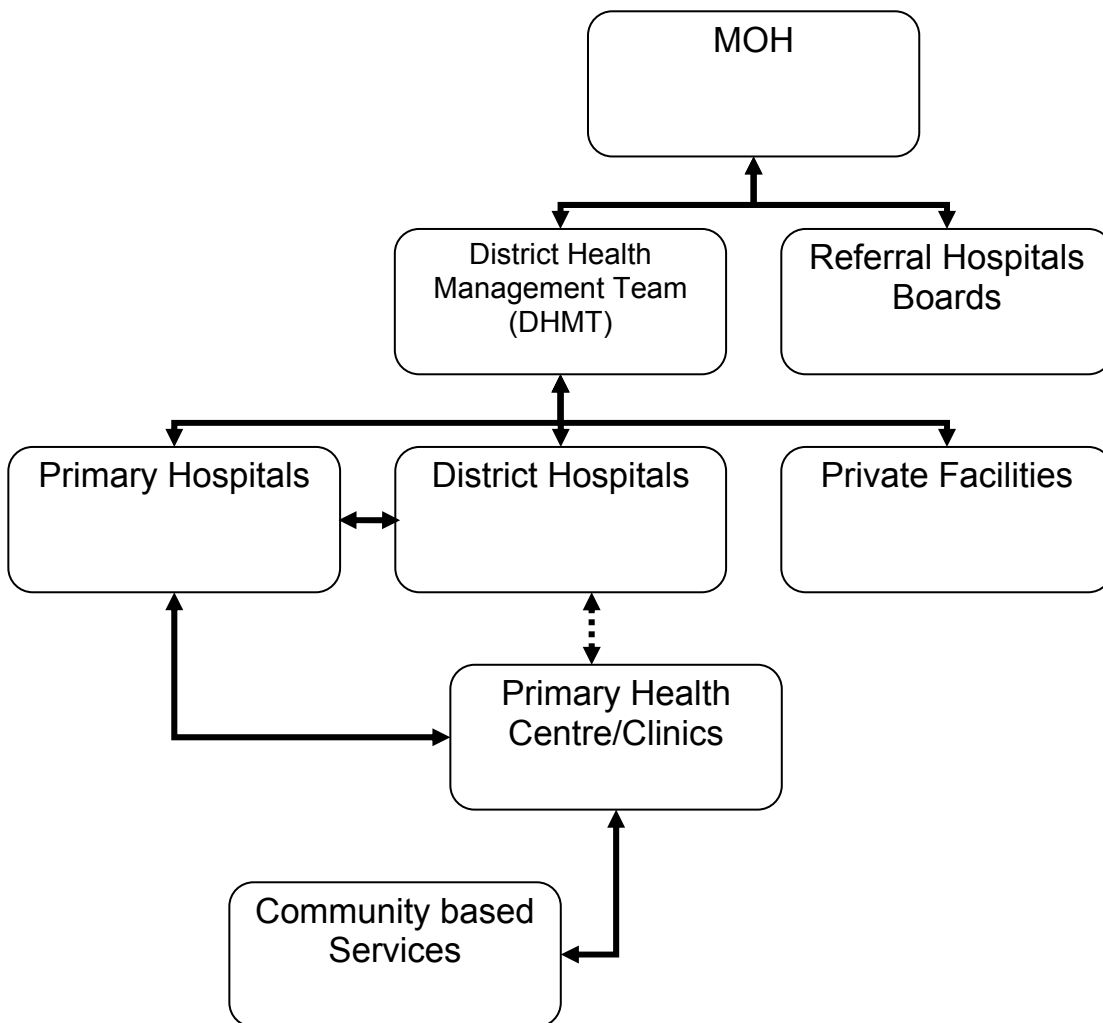 MOH
District Health
Management Team
(DHMT)
Referral Hospitals
Boards
Primary Hospitals
District Hospitals
Private Facilities
Primary Health
Centre/Clinics
Community based
Services